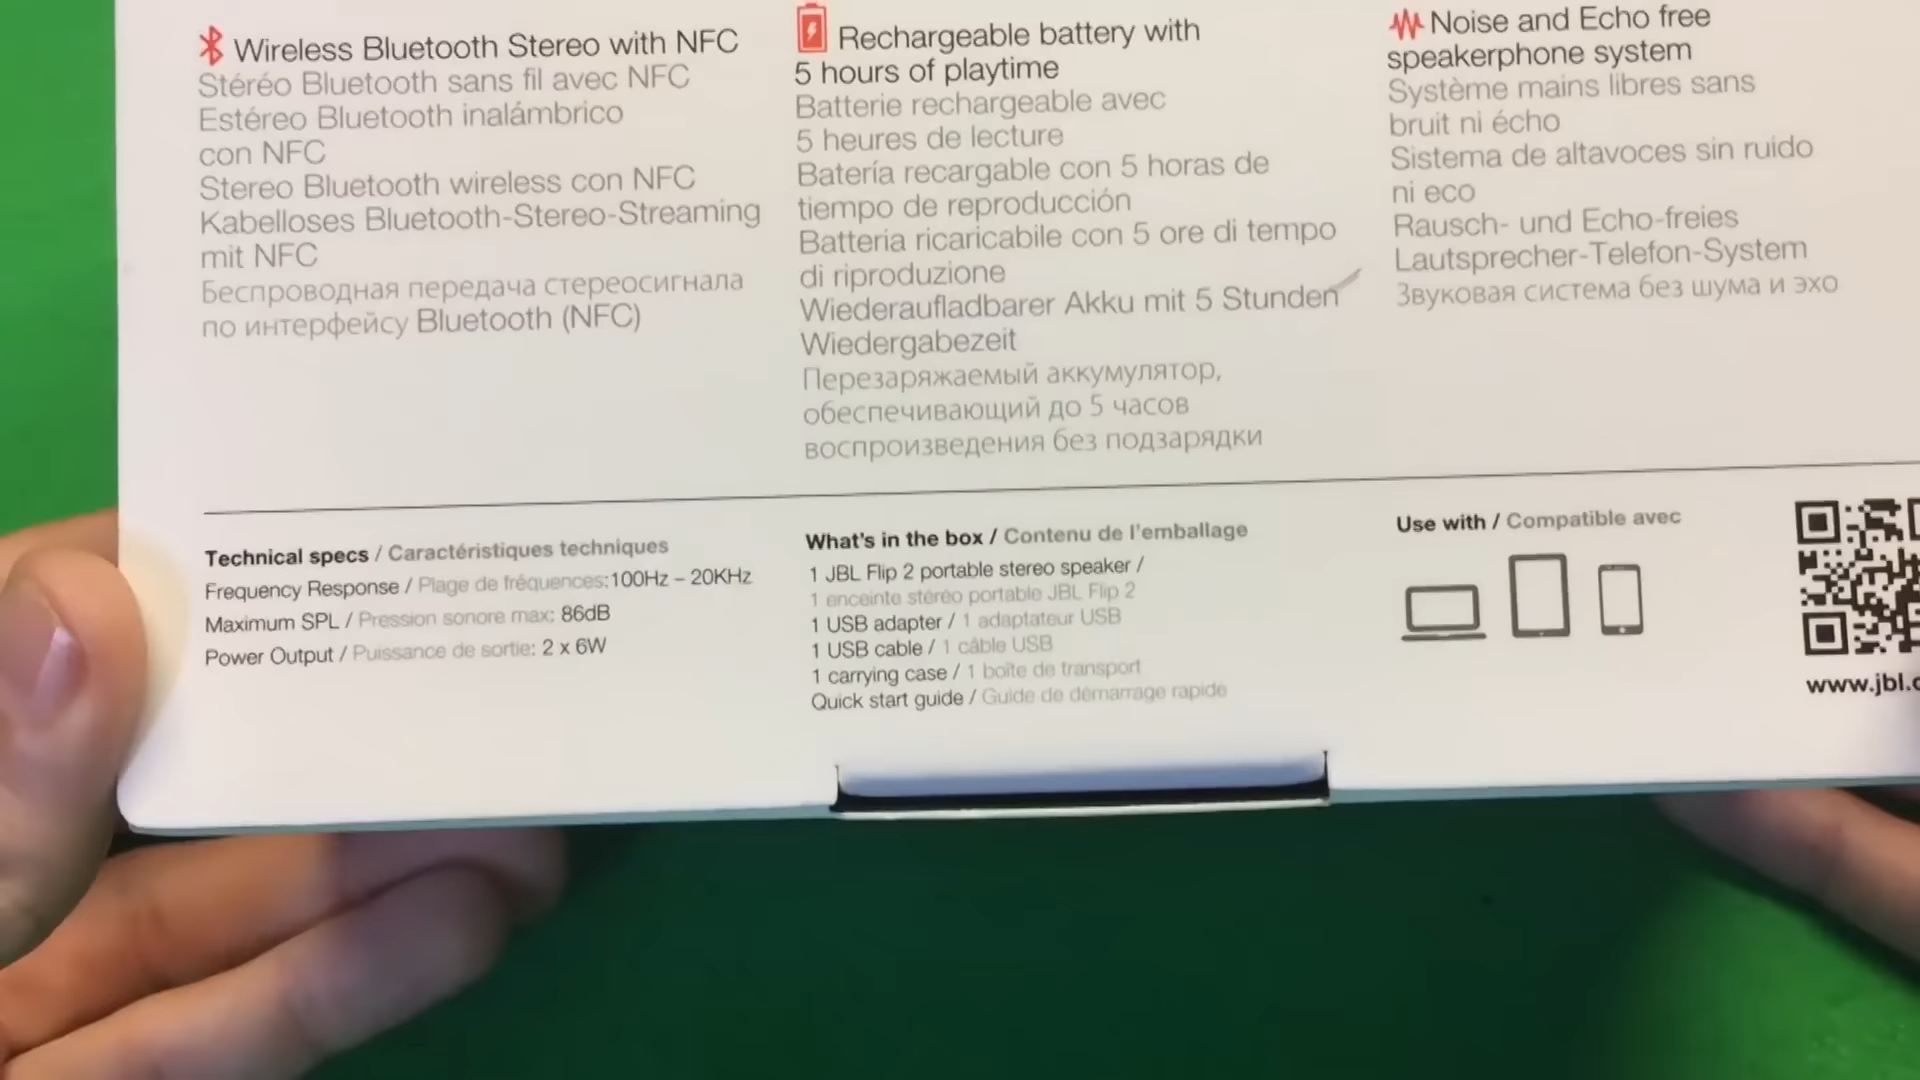 Wireless Bluetooth Stereo with NFC
Stéréo Bluetooth sans fil avec NFC
Estéreo Bluetooth inalámbrico
con NFC
Stereo Bluetooth wireless con NFC
Kabelloses Bluetooth-Stereo-Streaming
mit NFC
Беспроводная передача стереосигнала
по интерфейсу Bluetooth (NFC)
Rechargeable battery with
5 hours of playtime
Batterie rechargeable avec
5 heures de lecture
Batería recargable con 5 horas de
tiempo de reproducción
Batteria ricaricabile con 5 ore di tempo
di riproduzione
Wiederaufladbarer Akku mit 5 Stunden
Wiedergabezeit
Перезаряжаемый аккумулятор,
обеспечивающий до 5 часов
воспроизведения без подзарядки
Noise and Echo free
speakerphone system
Système mains libres sans
bruit ni écho
Sistema de altavoces sin ruido
ni eco
Rausch- und Echo-freies
Lautsprecher-Telefon-System
Звуковая система без шума и эхо
Technical specs / Caractéristiques techniques
Frequency Response / Plage de fréquences:100Hz – 20KHz
Maximum SPL / Pression sonore max: 86dB
Power Output / Puissance de sortie: 2 x 6W
What's in the box / Contenu de l'emballage
1 JBL Flip 2 portable stereo speaker /
1 enceinte stéréo portable JBL Flip 2
1 USB adapter / 1 adaptateur USB
1 USB cable / 1 câble USB
1 carrying case / 1 boîte de transport
Quick start guide / Guide de démarrage rapide
Use with / Compatible avec
www.jbl.c